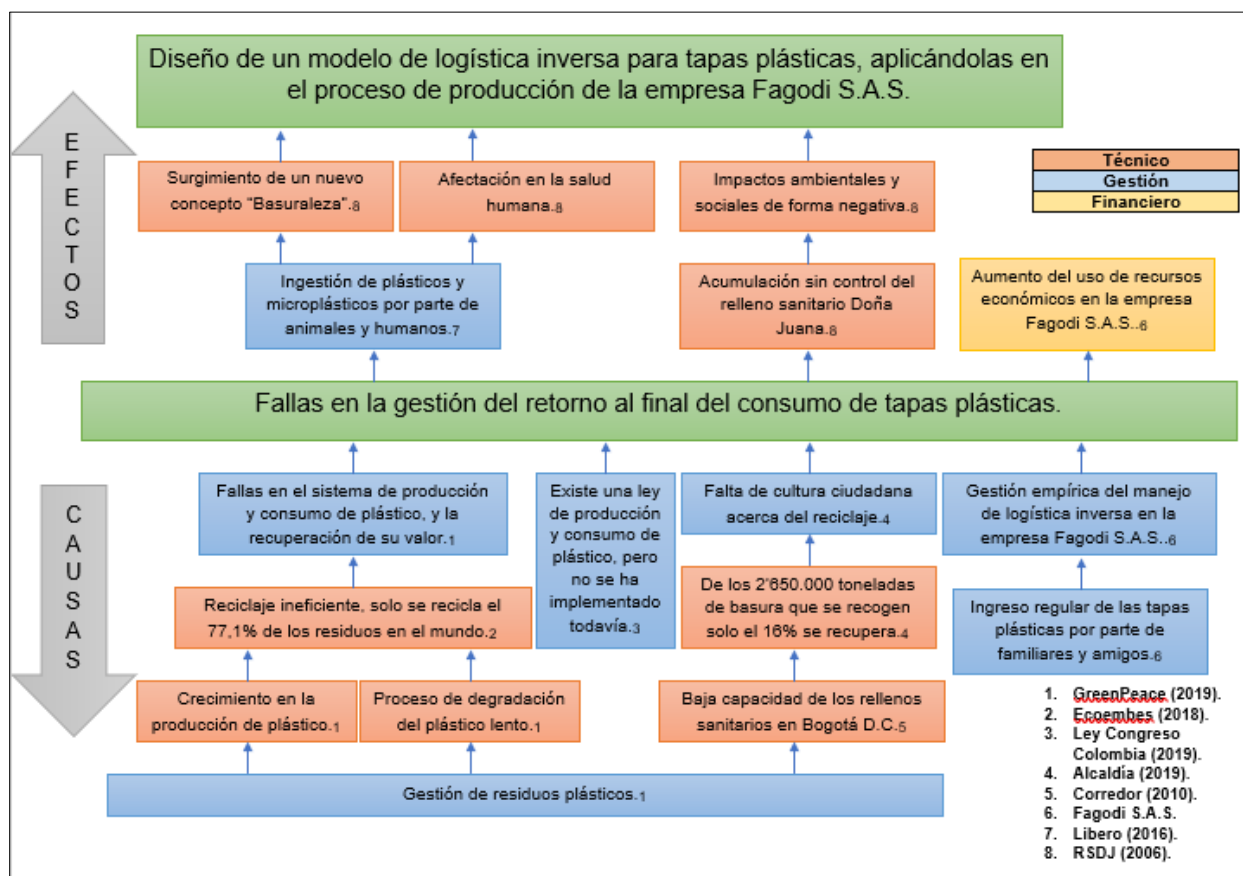 Diseño de un modelo de logística inversa para tapas plásticas, aplicándolas en
el proceso de producción de la empresa Fagodi S.A.S.
EFECTOS
Surgimiento de un nuevo
concepto "Basuraleza".8
Afectación en la salud
humana.8
Impactos ambientales y
sociales de forma negativa.8
Técnico
Gestión
Financiero
Ingestión de plásticos y
microplásticos por parte de
animales y humanos.7
Acumulación sin control del
relleno sanitario Doña
Juana.8
Aumento del uso de recursos
económicos en la empresa
Fagodi S.A.S..6
Fallas en la gestión del retorno al final del consumo de tapas plásticas.
CAUSAS
Fallas en el sistema de producción
y consumo de plástico, y la
recuperación de su valor.1
Existe una ley
de producción
y consumo de
plástico, pero
no se ha
implementado
todavía.3
Falta de cultura ciudadana
acerca del reciclaje.4
Gestión empírica del manejo
de logística inversa en la
empresa Fagodi S.A.S..6
Reciclaje ineficiente, solo se recicla el
77,1% de los residuos en el mundo.2
De los 2'650.000 toneladas
de basura que se recogen
solo el 16% se recupera.4
Ingreso regular de las tapas
plásticas por parte de
familiares y amigos.6
Crecimiento en la
producción de plástico.1
Proceso de degradación
del plástico lento.1
Baja capacidad de los rellenos
sanitarios en Bogotá D.C.5
Gestión de residuos plásticos.1
1. GreenPeace (2019).
2. Ecoembes (2018).
3. Ley Congreso
Colombia (2019).
4. Alcaldía (2019).
5. Corredor (2010).
6. Fagodi S.A.S.
7. Libero (2016).
8. RSDJ (2006).